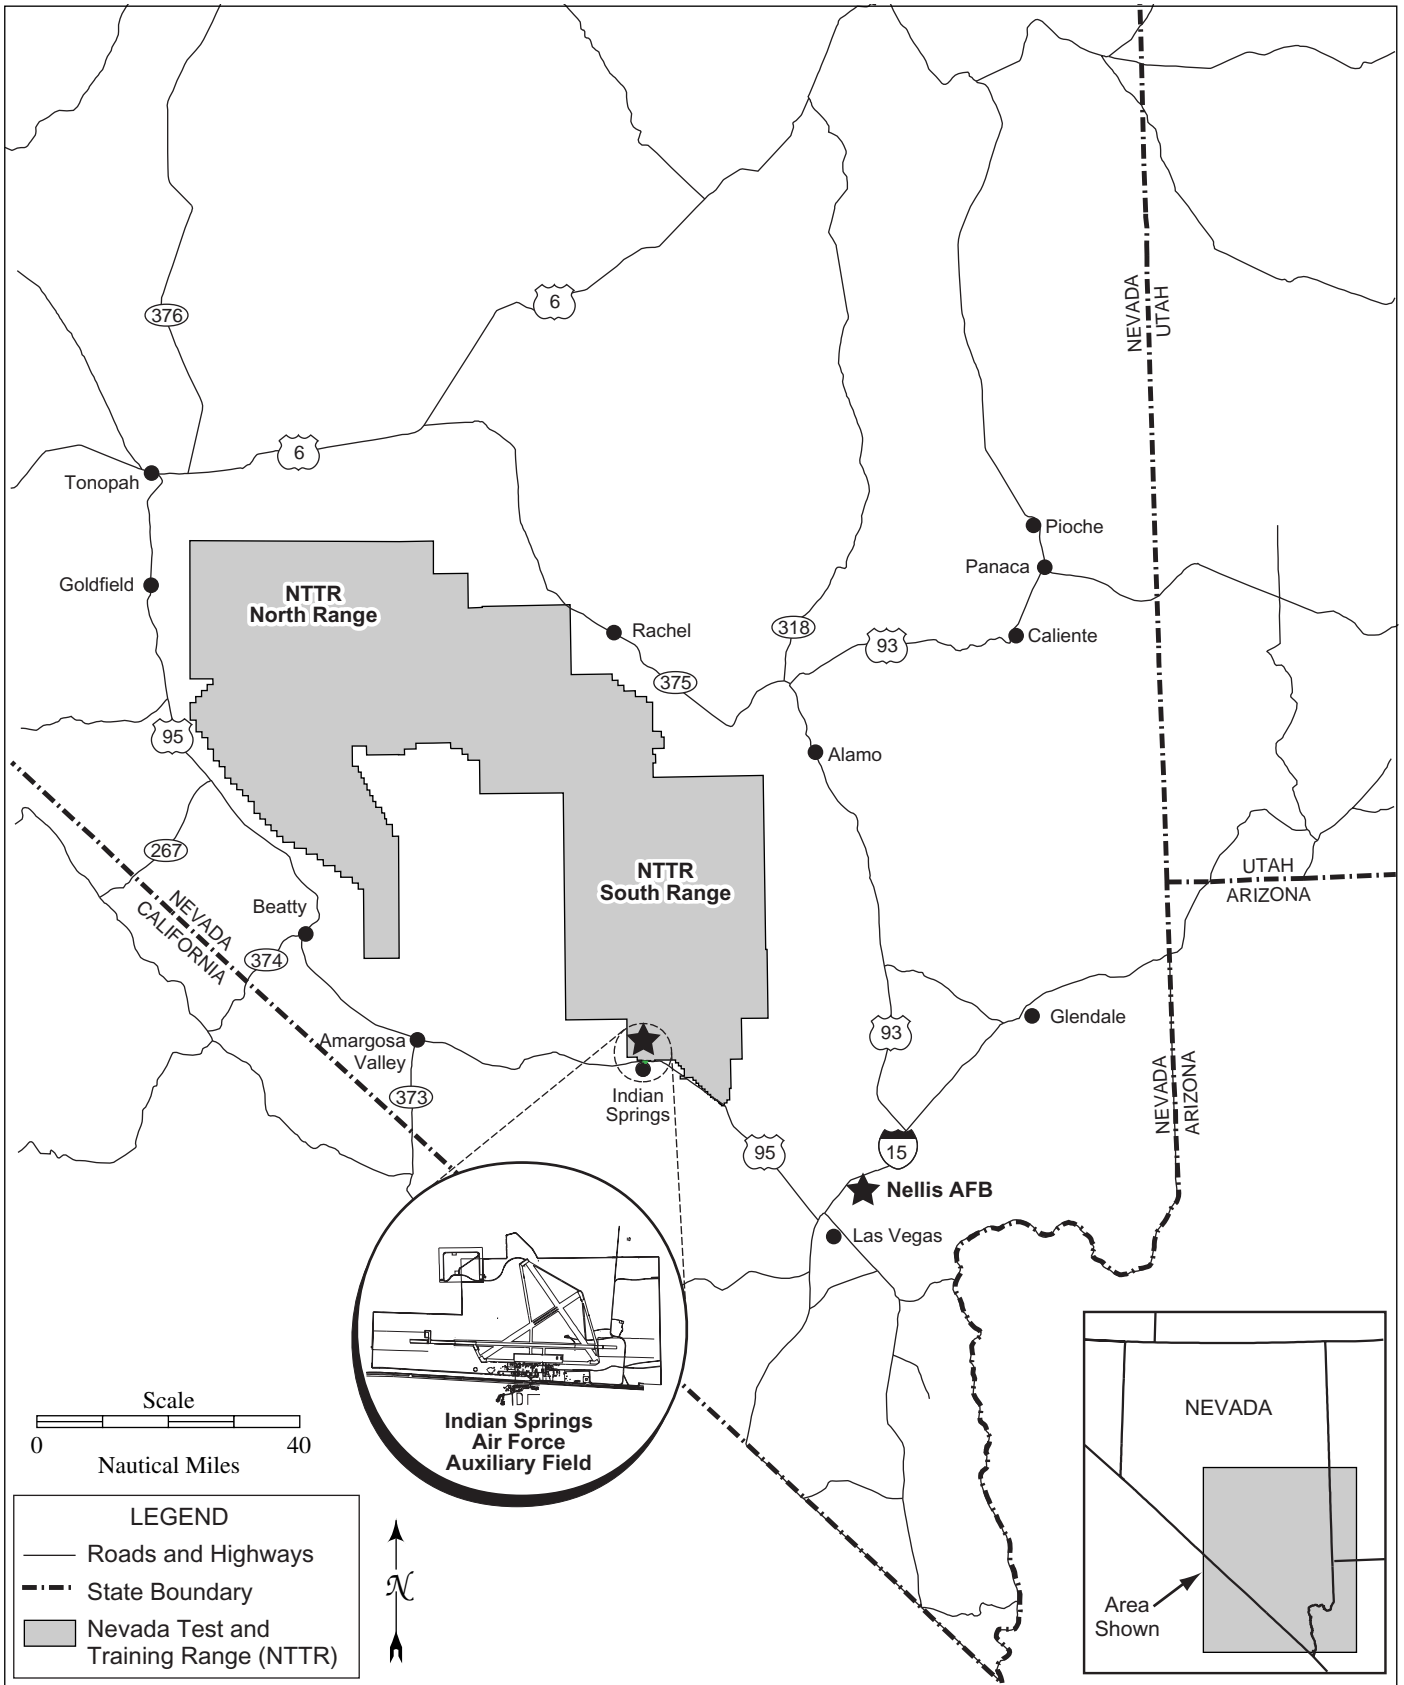 NEVADA
UTAH
376
6
6
Tonopah
Goldfield
Pioche
Panaca
Caliente
NTTR
North Range
Rachel
318
93
375
95
Alamo
267
NTTR
South Range
UTAH
ARIZONA
NEVADA
CALIFORNIA
Beatty
374
Glendale
93
Amargosa
Valley
373
Indian
Springs
NEVADA
ARIZONA
95
15
Nellis AFB
Las Vegas
Indian Springs
Air Force
Auxiliary Field
Scale
0 40
Nautical Miles
LEGEND
Roads and Highways
State Boundary
Nevada Test and
Training Range (NTTR)
N
NEVADA
Area
Shown